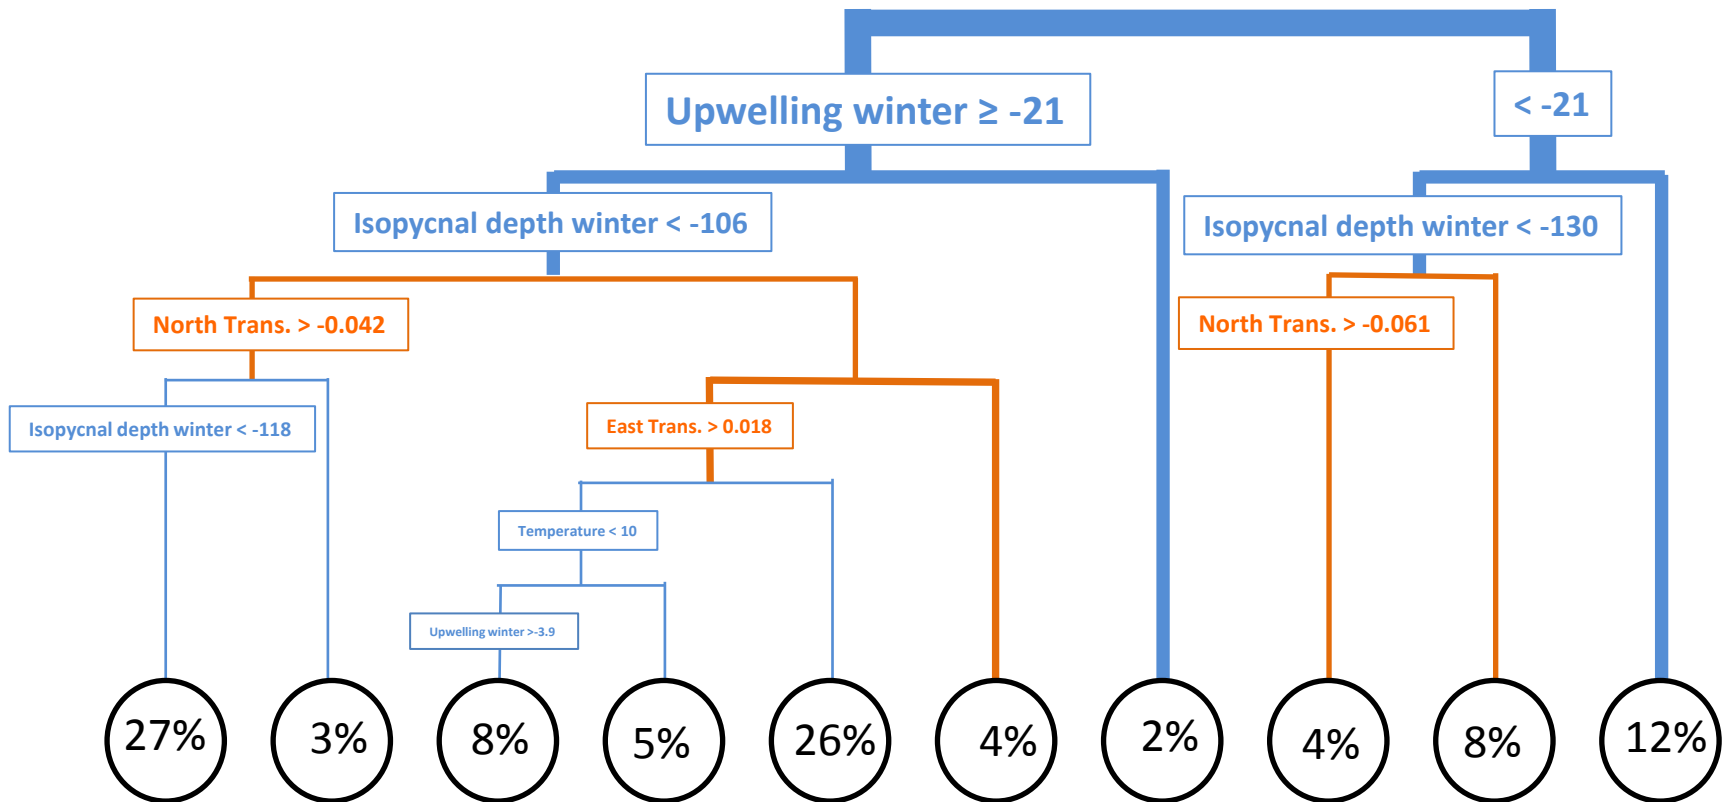 Upwelling winter ≥ -21
< -21
Isopycnal depth winter < -106
Isopycnal depth winter < -130
North Trans. > -0.042
North Trans. > -0.061
Isopycnal depth winter < -118
East Trans. > 0.018
Temperature < 10
Upwelling winter >-3.9
27%
3%
8%
5%
26%
4%
2%
4%
8%
12%